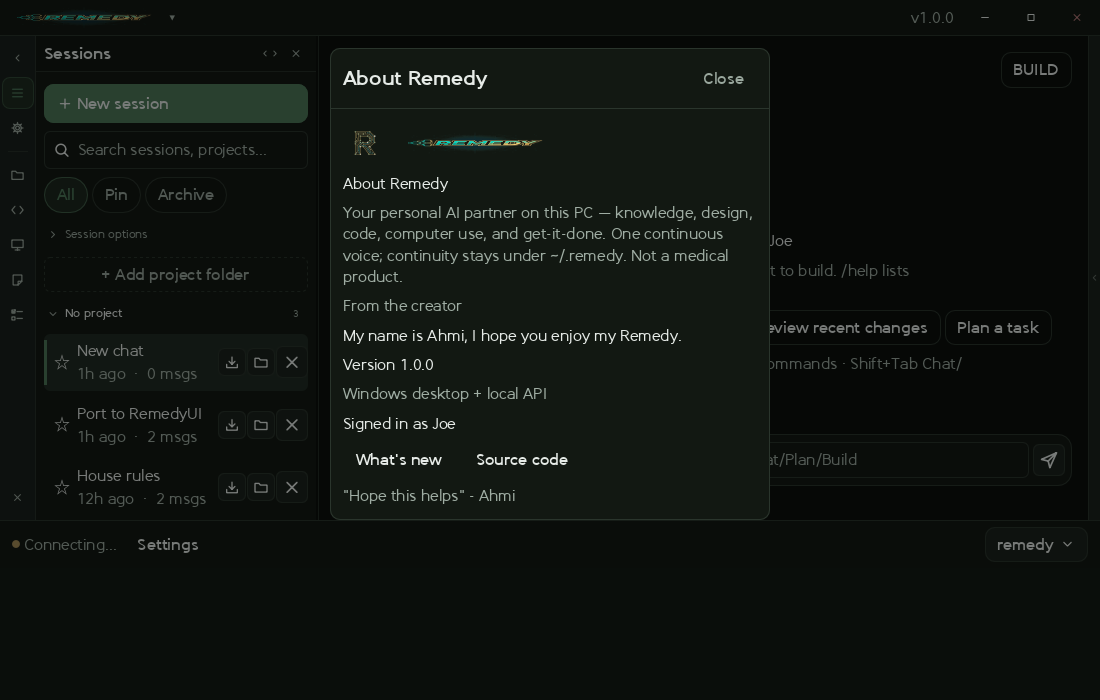 REMEDY
v1.0.0
Sessions
+ New session
Search sessions, projects...
All
Pin
Archive
Session options
+ Add project folder
No project
3
New chat
1h ago · 0 msgs
Port to RemedyUI
1h ago · 2 msgs
House rules
12h ago · 2 msgs
BUILD
Joe
t to build. /help lists
eview recent changes
Plan a task
ommands · Shift+Tab Chat/
at/Plan/Build
About Remedy
Close
R
REMEDY
About Remedy
Your personal AI partner on this PC — knowledge, design,
code, computer use, and get-it-done. One continuous
voice; continuity stays under ~/.remedy. Not a medical
product.
From the creator
My name is Ahmi, I hope you enjoy my Remedy.
Version 1.0.0
Windows desktop + local API
Signed in as Joe
What's new
Source code
"Hope this helps" - Ahmi
Connecting...
Settings
remedy